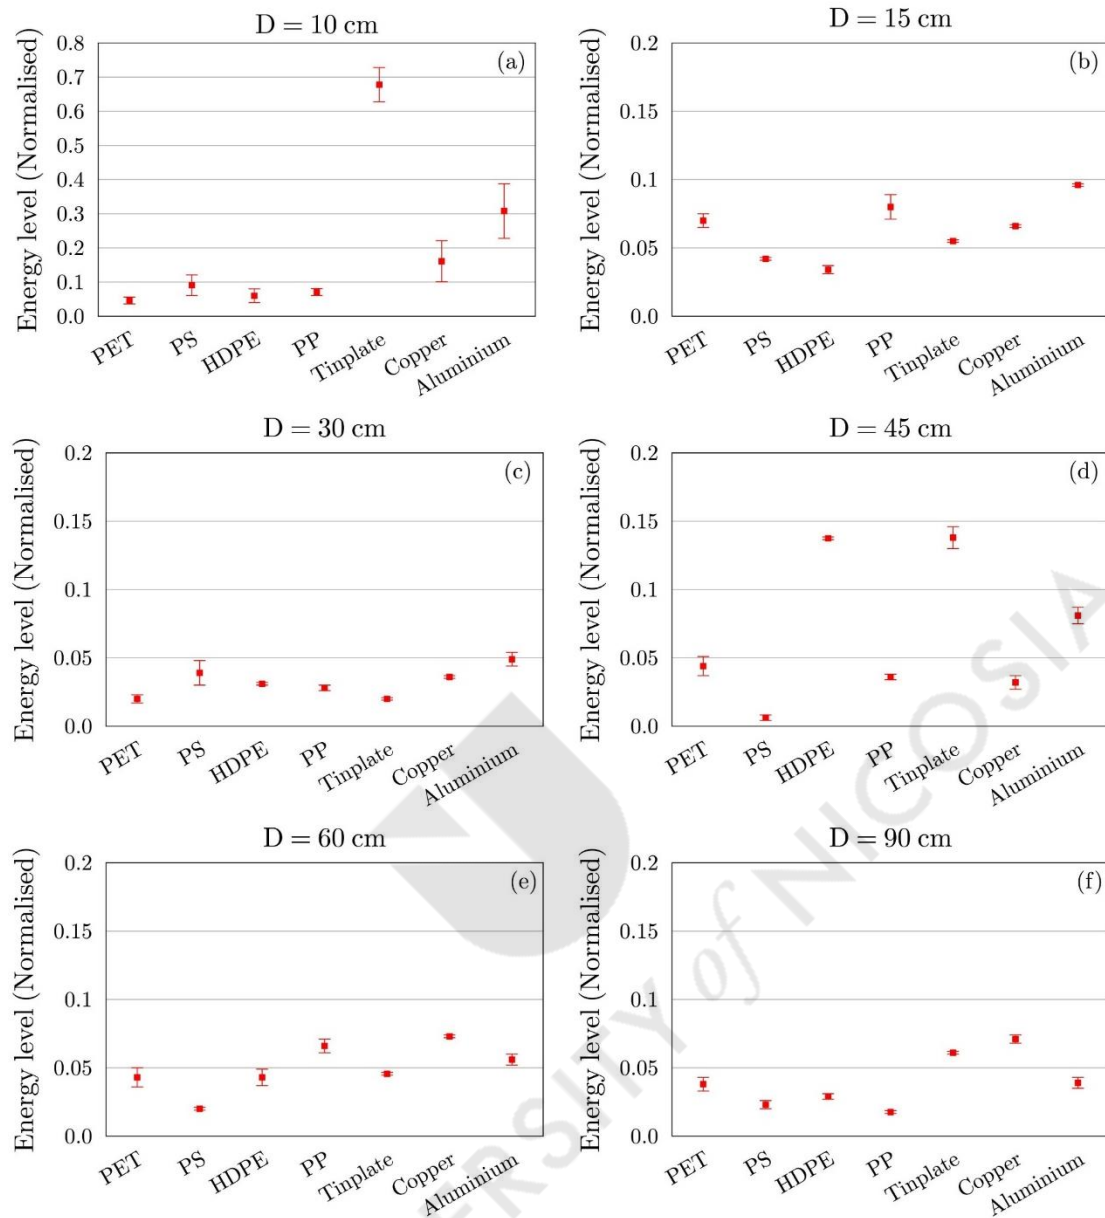 D = 10 cm
(a)
Energy level (Normalised)
0.8
0.7
0.6
0.5
0.4
0.3
0.2
0.1
0.0
PET
PS
HDPE
PP
Tinplate
Copper
Aluminium
D = 15 cm
(b)
Energy level (Normalised)
0.2
0.15
0.1
0.05
0.0
PET
PS
HDPE
PP
Tinplate
Copper
Aluminium
D = 30 cm
(c)
Energy level (Normalised)
0.2
0.15
0.1
0.05
0.0
PET
PS
HDPE
PP
Tinplate
Copper
Aluminium
D = 45 cm
(d)
Energy level (Normalised)
0.2
0.15
0.1
0.05
0.0
PET
PS
HDPE
PP
Tinplate
Copper
Aluminium
D = 60 cm
(e)
Energy level (Normalised)
0.2
0.15
0.1
0.05
0.0
PET
PS
HDPE
PP
Tinplate
Copper
Aluminium
D = 90 cm
(f)
Energy level (Normalised)
0.2
0.15
0.1
0.05
0.0
PET
PS
HDPE
PP
Tinplate
Copper
Aluminium
ERSITY of NICOSIA